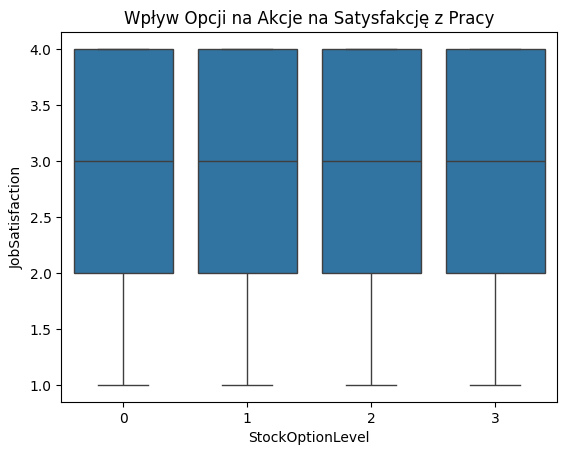 Wpływ Opcji na Akcje na Satysfakcję z Pracy
4.0
3.5
3.0
2.5
2.0
1.5
1.0
JobSatisfaction
0 1 2 3
StockOptionLevel